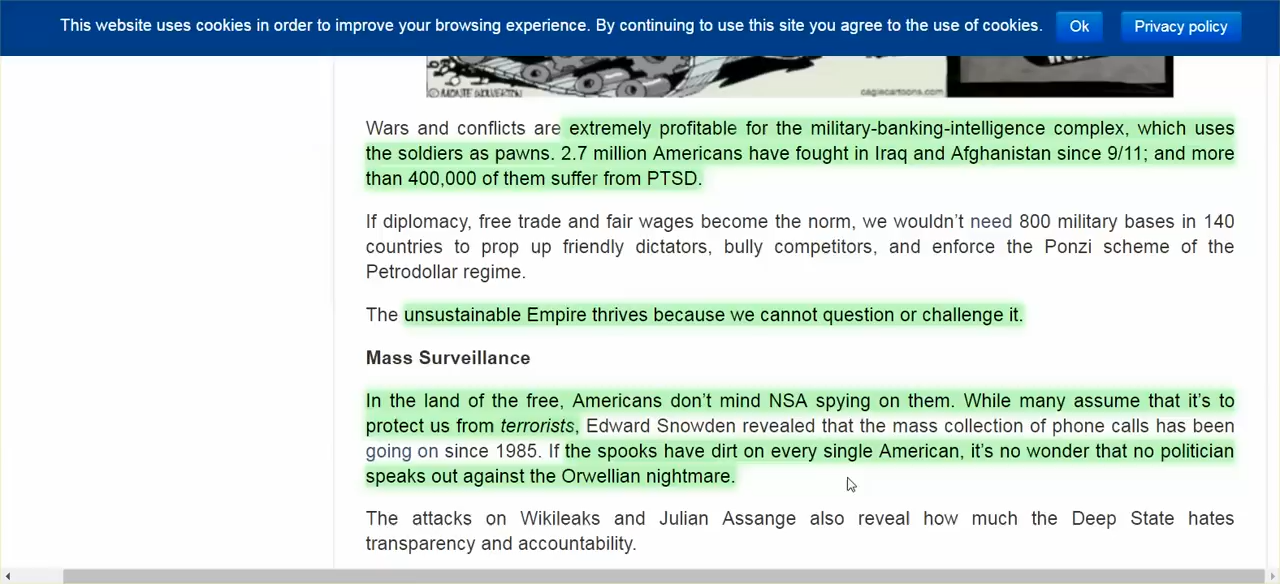 This website uses cookies in order to improve your browsing experience. By continuing to use this site you agree to the use of cookies. Ok Privacy policy
© MONTE WOLVERTON cagiecartoons.com
Wars and conflicts are extremely profitable for the military-banking-intelligence complex, which uses
the soldiers as pawns. 2.7 million Americans have fought in Iraq and Afghanistan since 9/11; and more
than 400,000 of them suffer from PTSD.
If diplomacy, free trade and fair wages become the norm, we wouldn’t need 800 military bases in 140
countries to prop up friendly dictators, bully competitors, and enforce the Ponzi scheme of the
Petrodollar regime.
The unsustainable Empire thrives because we cannot question or challenge it.
Mass Surveillance
In the land of the free, Americans don’t mind NSA spying on them. While many assume that it’s to
protect us from terrorists, Edward Snowden revealed that the mass collection of phone calls has been
going on since 1985. If the spooks have dirt on every single American, it’s no wonder that no politician
speaks out against the Orwellian nightmare.
The attacks on Wikileaks and Julian Assange also reveal how much the Deep State hates
transparency and accountability.